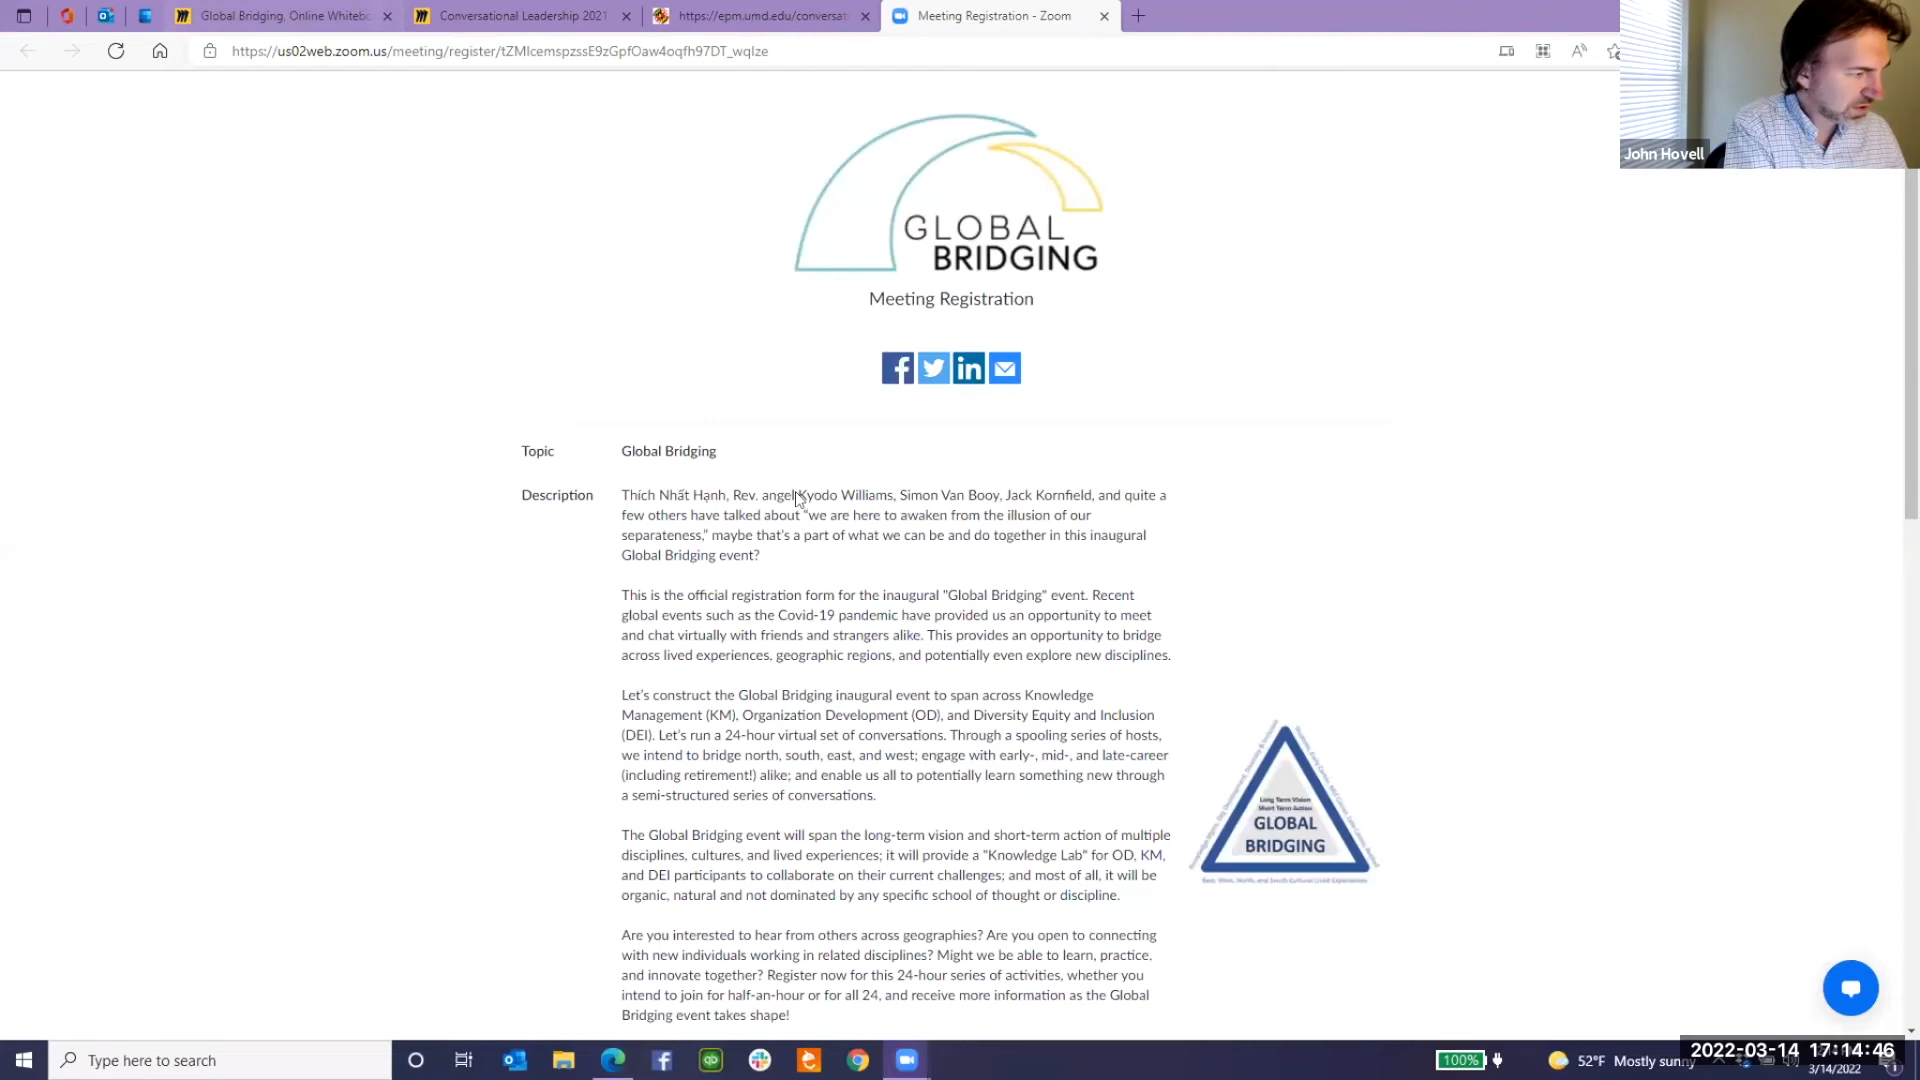 Global Bridging, Online Whitebo
Conversational Leadership 2021
https://epm.umd.edu/conversat
Meeting Registration - Zoom
https://us02web.zoom.us/meeting/register/tZMlcemspzssE9zGpfOaw4oqfh97DT_wqlze
John Hovell
GLOBAL
BRIDGING
Meeting Registration
Topic
Global Bridging
Description
Thích Nhất Hạnh, Rev. angel Kyodo Williams, Simon Van Booy, Jack Kornfield, and quite a
few others have talked about “we are here to awaken from the illusion of our
separateness,” maybe that's a part of what we can be and do together in this inaugural
Global Bridging event?
This is the official registration form for the inaugural "Global Bridging" event. Recent
global events such as the Covid-19 pandemic have provided us an opportunity to meet
and chat virtually with friends and strangers alike. This provides an opportunity to bridge
across lived experiences, geographic regions, and potentially even explore new disciplines.
Let's construct the Global Bridging inaugural event to span across Knowledge
Management (KM), Organization Development (OD), and Diversity Equity and Inclusion
(DEI). Let's run a 24-hour virtual set of conversations. Through a spooling series of hosts,
we intend to bridge north, south, east, and west; engage with early-, mid-, and late-career
(including retirement!) alike; and enable us all to potentially learn something new through
a semi-structured series of conversations.
The Global Bridging event will span the long-term vision and short-term action of multiple
disciplines, cultures, and lived experiences; it will provide a "Knowledge Lab" for OD, KM,
and DEI participants to collaborate on their current challenges; and most of all, it will be
organic, natural and not dominated by any specific school of thought or discipline.
Are you interested to hear from others across geographies? Are you open to connecting
with new individuals working in related disciplines? Might we be able to learn, practice,
and innovate together? Register now for this 24-hour series of activities, whether you
intend to join for half-an-hour or for all 24, and receive more information as the Global
Bridging event takes shape!
Long Term Vision
Short Term Action
GLOBAL
BRIDGING
East, West, North, and South Cultural Lived Experiences
Type here to search
100%
52°F Mostly sunny
2022-03-14 17:14:46
3/14/2022